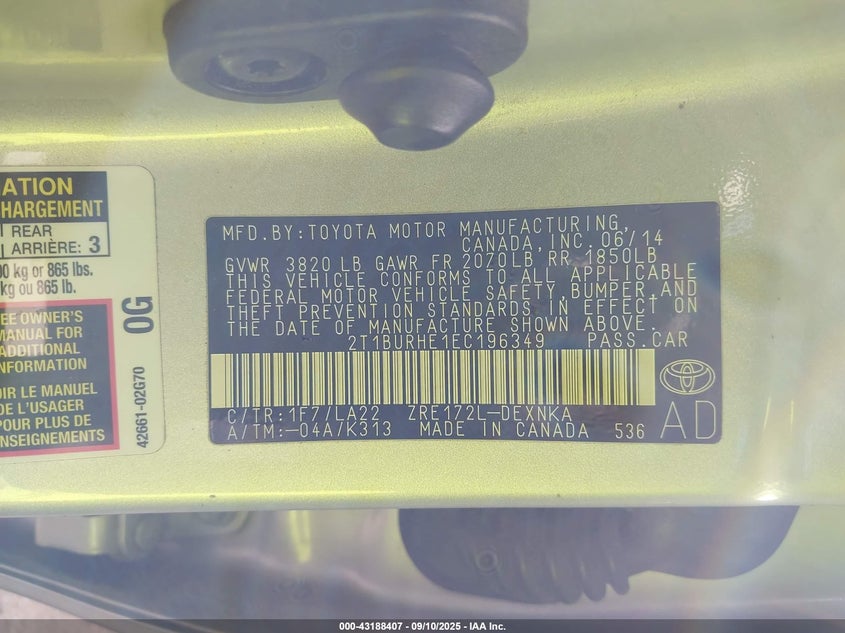 ATION
HARGEMENT
REAR
ARRIÈRE: 3
0 kg or 865 lbs.
kg ou 865 lb.
EE OWNER'S
MANUAL FOR
ADDITIONAL
NFORMATION
OIR LE MANUEL
DE L'USAGER
POUR PLUS DE
ENSEIGNEMENTS
0G
42661-02G70
MFD.BY:TOYOTA MOTOR MANUFACTURING,
CANADA, INC. 06/14
GVWR 3820 LB GAWR FR 2070LB RR 1850LB
THIS VEHICLE CONFORMS TO ALL APPLICABLE
FEDERAL MOTOR VEHICLE SAFETY, BUMPER, AND
THEFT PREVENTION STANDARDS IN EFFECT ON
THE DATE OF MANUFACTURE SHOWN ABOVE.
2T1BURHE1EC196349 PASS.CAR
C/TR:1F7/LA22 ZRE172L-DEXNKA
A/TM:-04A/K313 MADE IN CANADA 536
AD
000-43188407 - 09/10/2025 - IAA Inc.